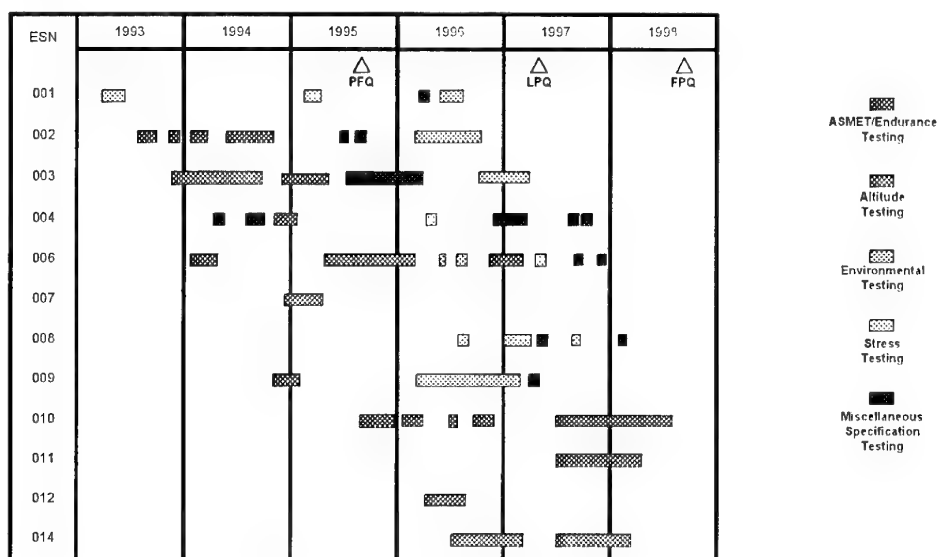 ESN 1993 1994 1995 1996 1997 1998
PFQ LPQ FPQ
001
002
003
004
006
007
008
009
010
011
012
014
ASMET/Endurance
Testing
Altitude
Testing
Environmental
Testing
Stress
Testing
Miscellaneous
Specification
Testing